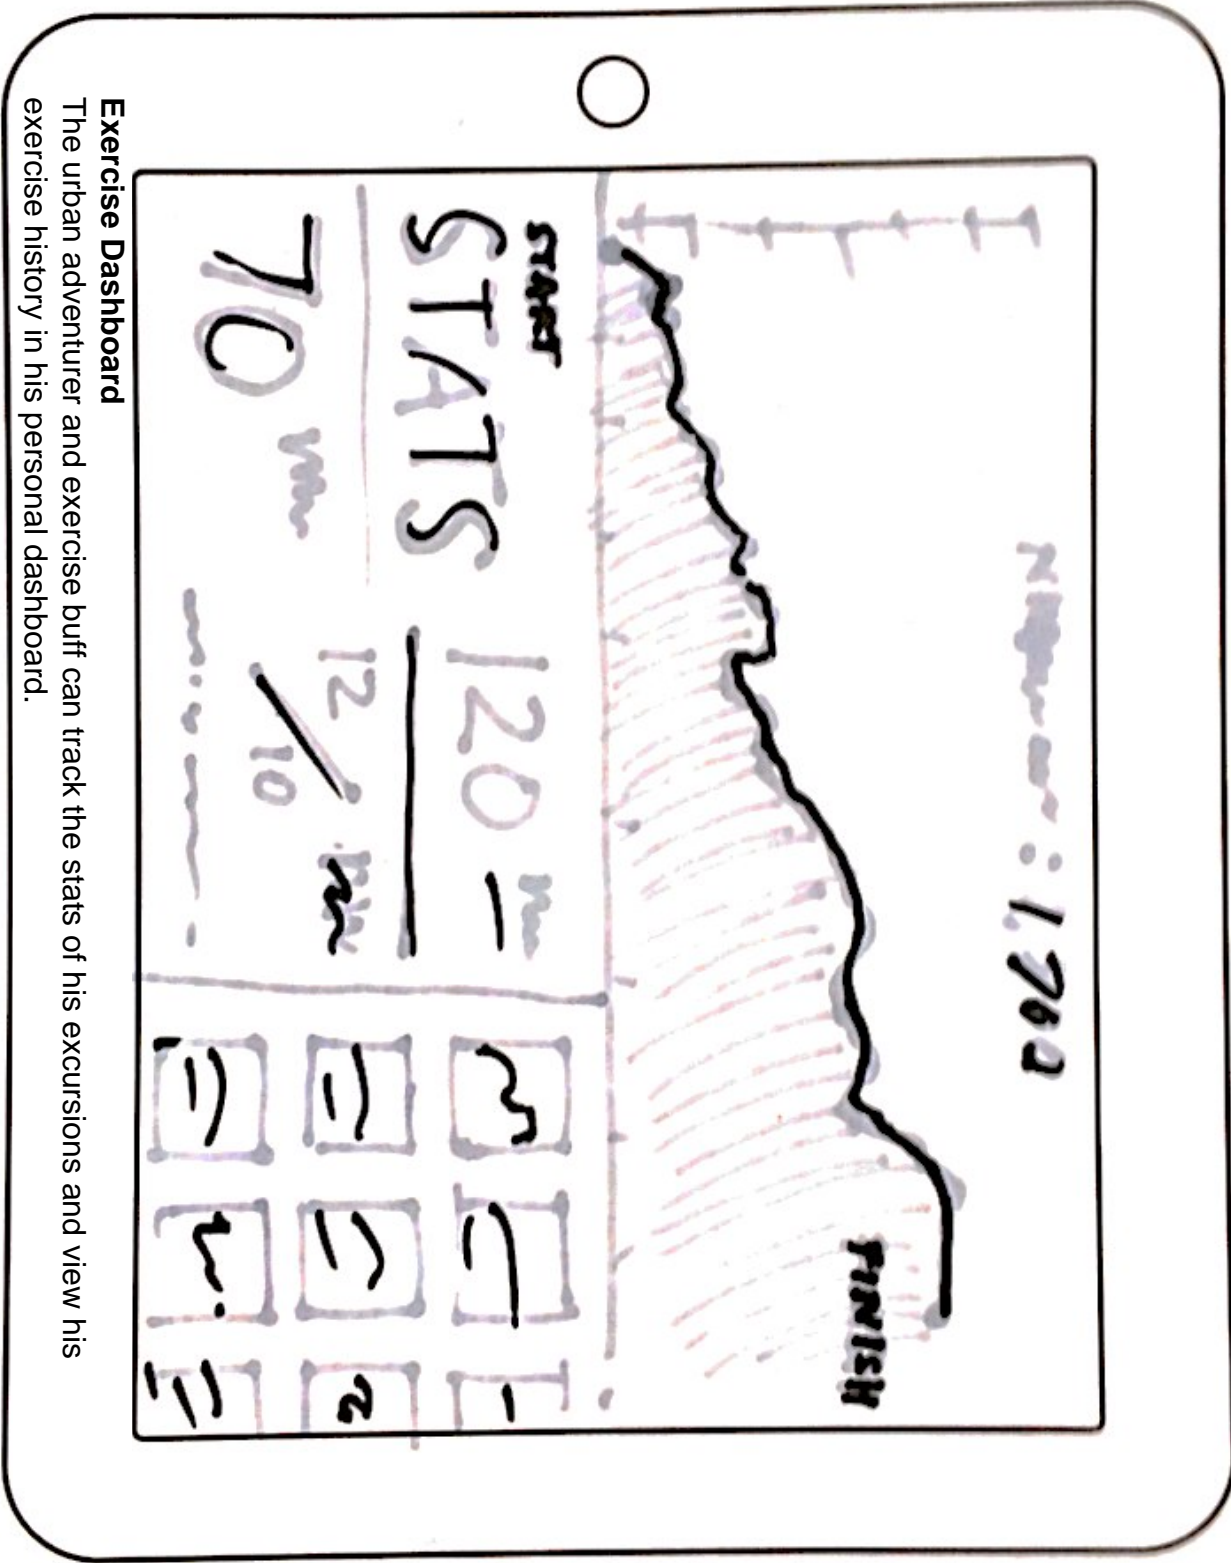 : 1.762
FINISH
START
STATS
120
70
12/10
Exercise Dashboard
The urban adventurer and exercise buff can track the stats of his excursions and view his
exercise history in his personal dashboard.